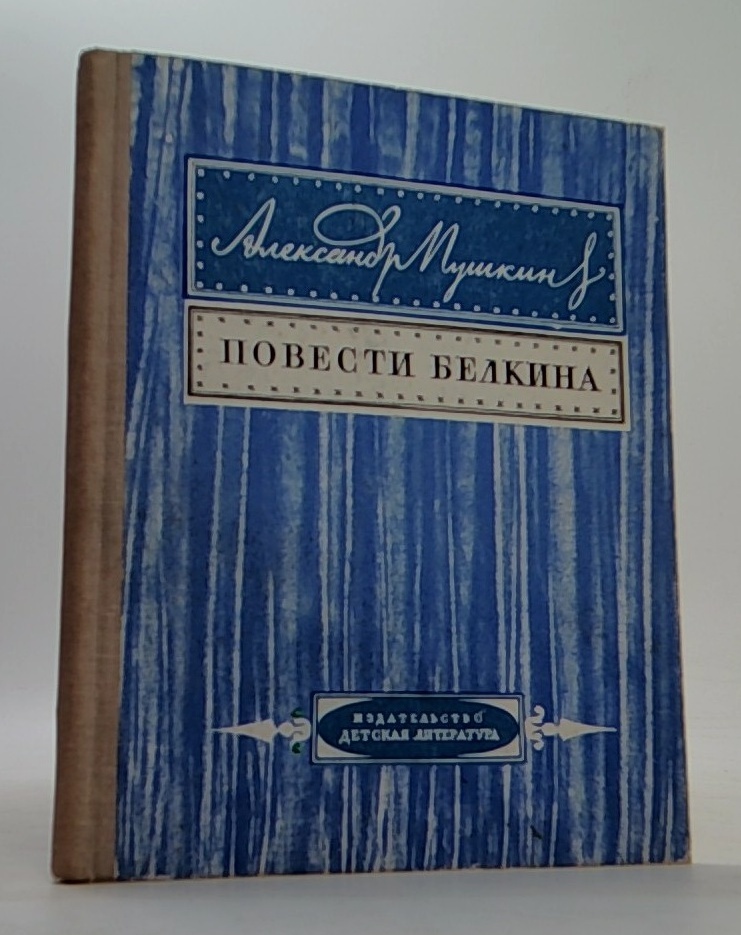 Александр Пушкин
ПОВЕСТИ БЕЛКИНА
ИЗДАТЕЛЬСТВО
ДЕТСКАЯ ЛИТЕРАТУРА